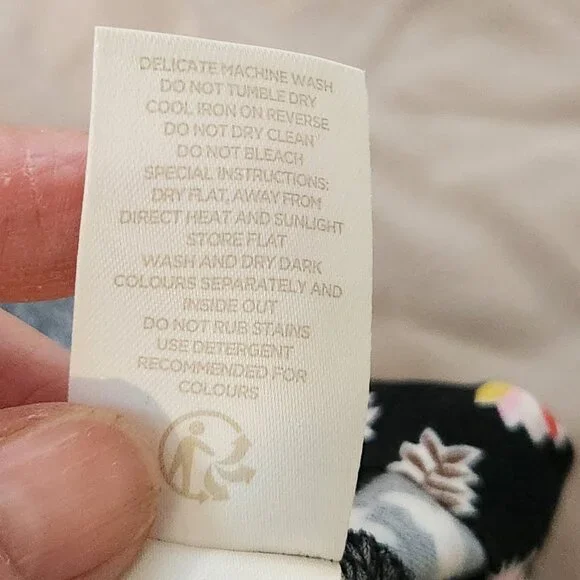 DELICATE MACHINE WASH
DO NOT TUMBLE DRY
COOL IRON ON REVERSE
DO NOT DRY CLEAN
DO NOT BLEACH
SPECIAL INSTRUCTIONS:
DRY FLAT, AWAY FROM
DIRECT HEAT AND SUNLIGHT
STORE FLAT
WASH AND DRY DARK
COLOURS SEPARATELY AND
INSIDE OUT
DO NOT RUB STAINS
USE DETERGENT
RECOMMENDED FOR
COLOURS